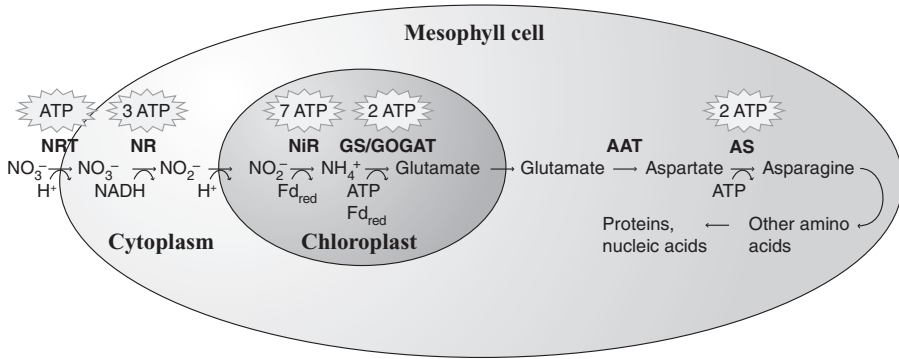 Mesophyll cell
ATP 3 ATP 7 ATP 2 ATP 2 ATP
NRT NR NiR GS/GOGAT AAT AS
NO₃⁻ NO₃⁻ NO₂⁻ NO₂⁻ NH₄⁺ Glutamate Glutamate Aspartate Asparagine
H⁺ NADH H⁺ Fd_red ATP ATP
Fd_red
Cytoplasm Chloroplast
Proteins, Other amino
nucleic acids acids